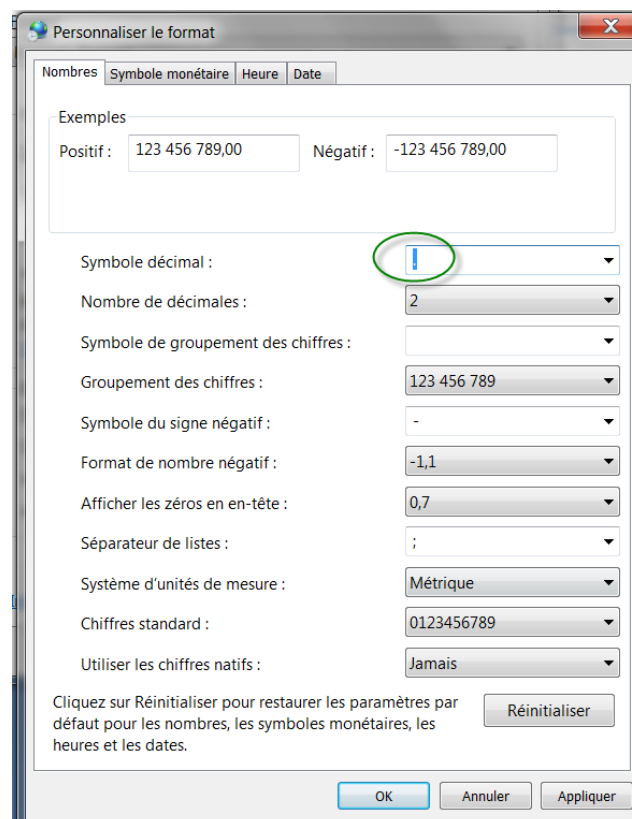 Personnaliser le format
Nombres Symbole monétaire Heure Date
Exemples
Positif : 123 456 789,00 Négatif : -123 456 789,00
Symbole décimal : .
Nombre de décimales : 2
Symbole de groupement des chiffres :
Groupement des chiffres : 123 456 789
Symbole du signe négatif : -
Format de nombre négatif : -1,1
Afficher les zéros en en-tête : 0,7
Séparateur de listes : ;
Système d'unités de mesure : Métrique
Chiffres standard : 0123456789
Utiliser les chiffres natifs : Jamais
Cliquez sur Réinitialiser pour restaurer les paramètres par
défaut pour les nombres, les symboles monétaires, les
heures et les dates.
Réinitialiser
OK Annuler Appliquer